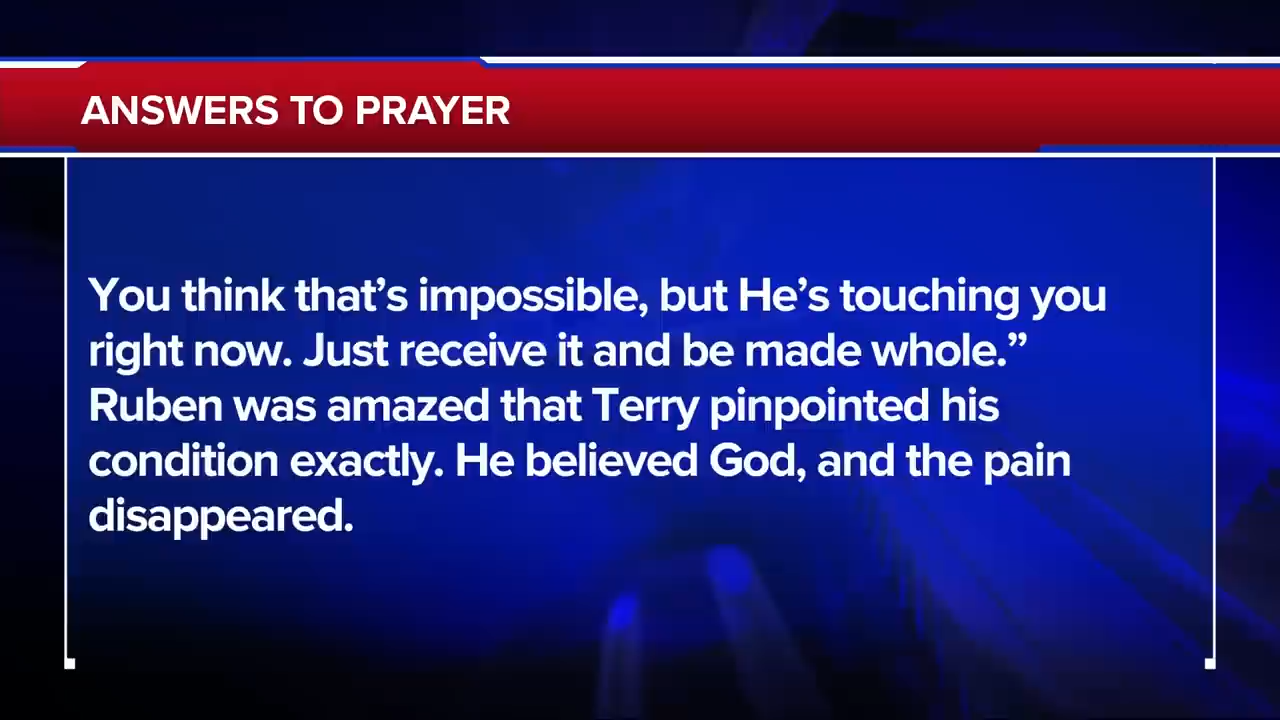 ANSWERS TO PRAYER
You think that’s impossible, but He’s touching you
right now. Just receive it and be made whole.”
Ruben was amazed that Terry pinpointed his
condition exactly. He believed God, and the pain
disappeared.